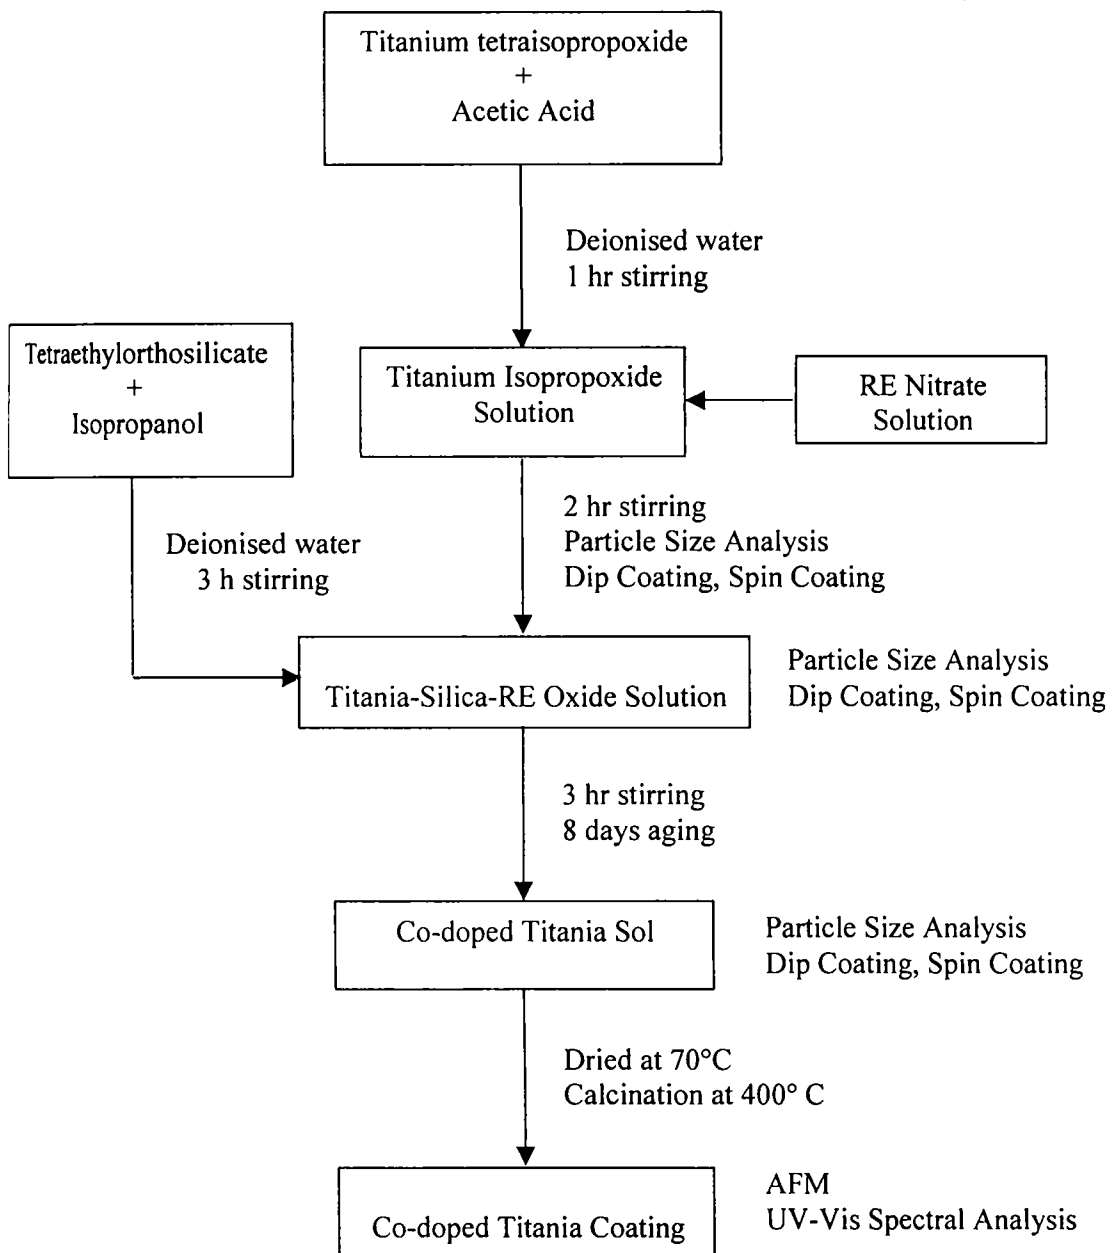 Titanium tetraisopropoxide
+
Acetic Acid
Deionised water
1 hr stirring
Tetraethylorthosilicate
+
Isopropanol
Titanium Isopropoxide
Solution
RE Nitrate
Solution
2 hr stirring
Particle Size Analysis
Dip Coating, Spin Coating
Deionised water
3 h stirring
Titania-Silica-RE Oxide Solution
Particle Size Analysis
Dip Coating, Spin Coating
3 hr stirring
8 days aging
Co-doped Titania Sol
Particle Size Analysis
Dip Coating, Spin Coating
Dried at 70°C
Calcination at 400° C
Co-doped Titania Coating
AFM
UV-Vis Spectral Analysis